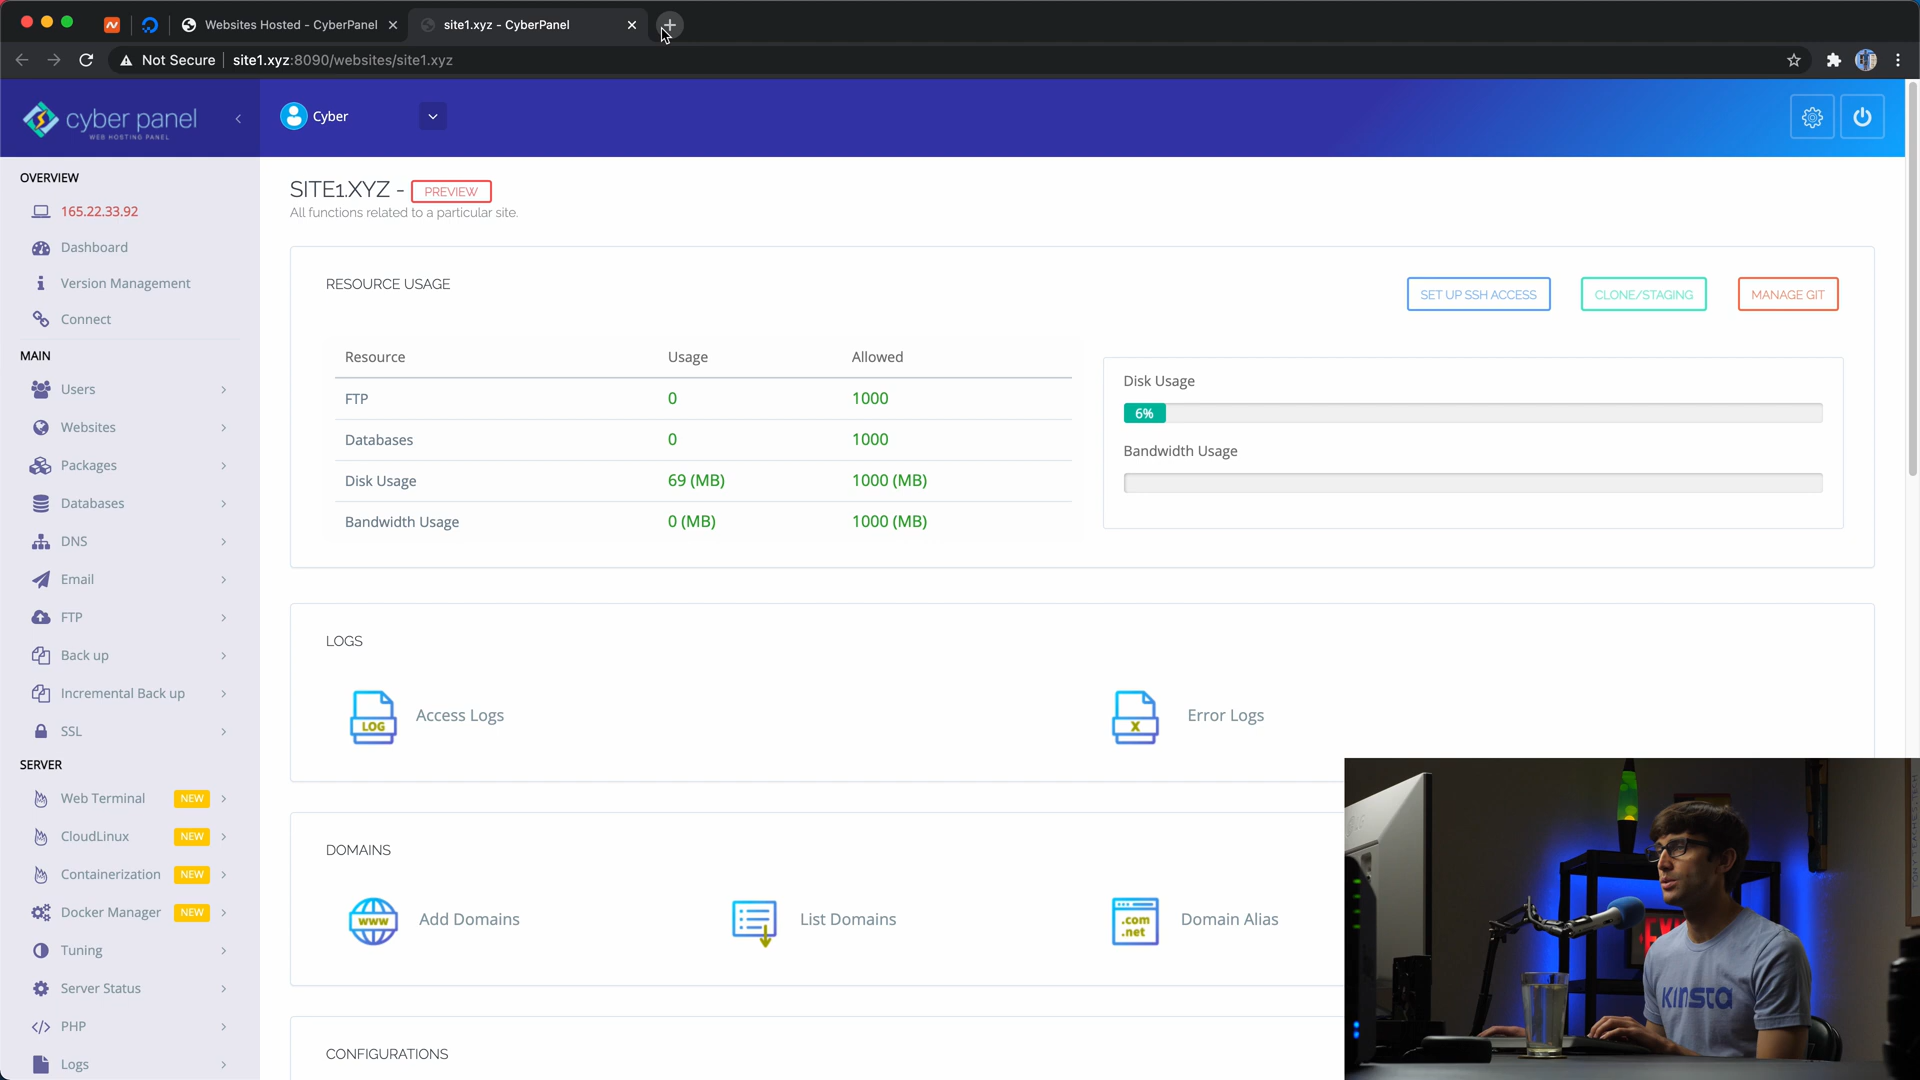 Websites Hosted - CyberPanel
site1.xyz - CyberPanel
Not Secure
site1.xyz:8090/websites/site1.xyz
cyber panel
WEB HOSTING PANEL
Cyber
OVERVIEW
165.22.33.92
Dashboard
Version Management
Connect
MAIN
Users
Websites
Packages
Databases
DNS
Email
FTP
Back up
Incremental Back up
SSL
SERVER
Web Terminal NEW
CloudLinux NEW
Containerization NEW
Docker Manager NEW
Tuning
Server Status
PHP
Logs
SITE1.XYZ - PREVIEW
All functions related to a particular site.
RESOURCE USAGE
SET UP SSH ACCESS
CLONE/STAGING
MANAGE GIT
Resource Usage Allowed
FTP 0 1000
Databases 0 1000
Disk Usage 69 (MB) 1000 (MB)
Bandwidth Usage 0 (MB) 1000 (MB)
Disk Usage
6%
Bandwidth Usage
LOGS
LOG
Access Logs
X
Error Logs
DOMAINS
www
Add Domains
List Domains
.com
.net
Domain Alias
CONFIGURATIONS
KINSTA